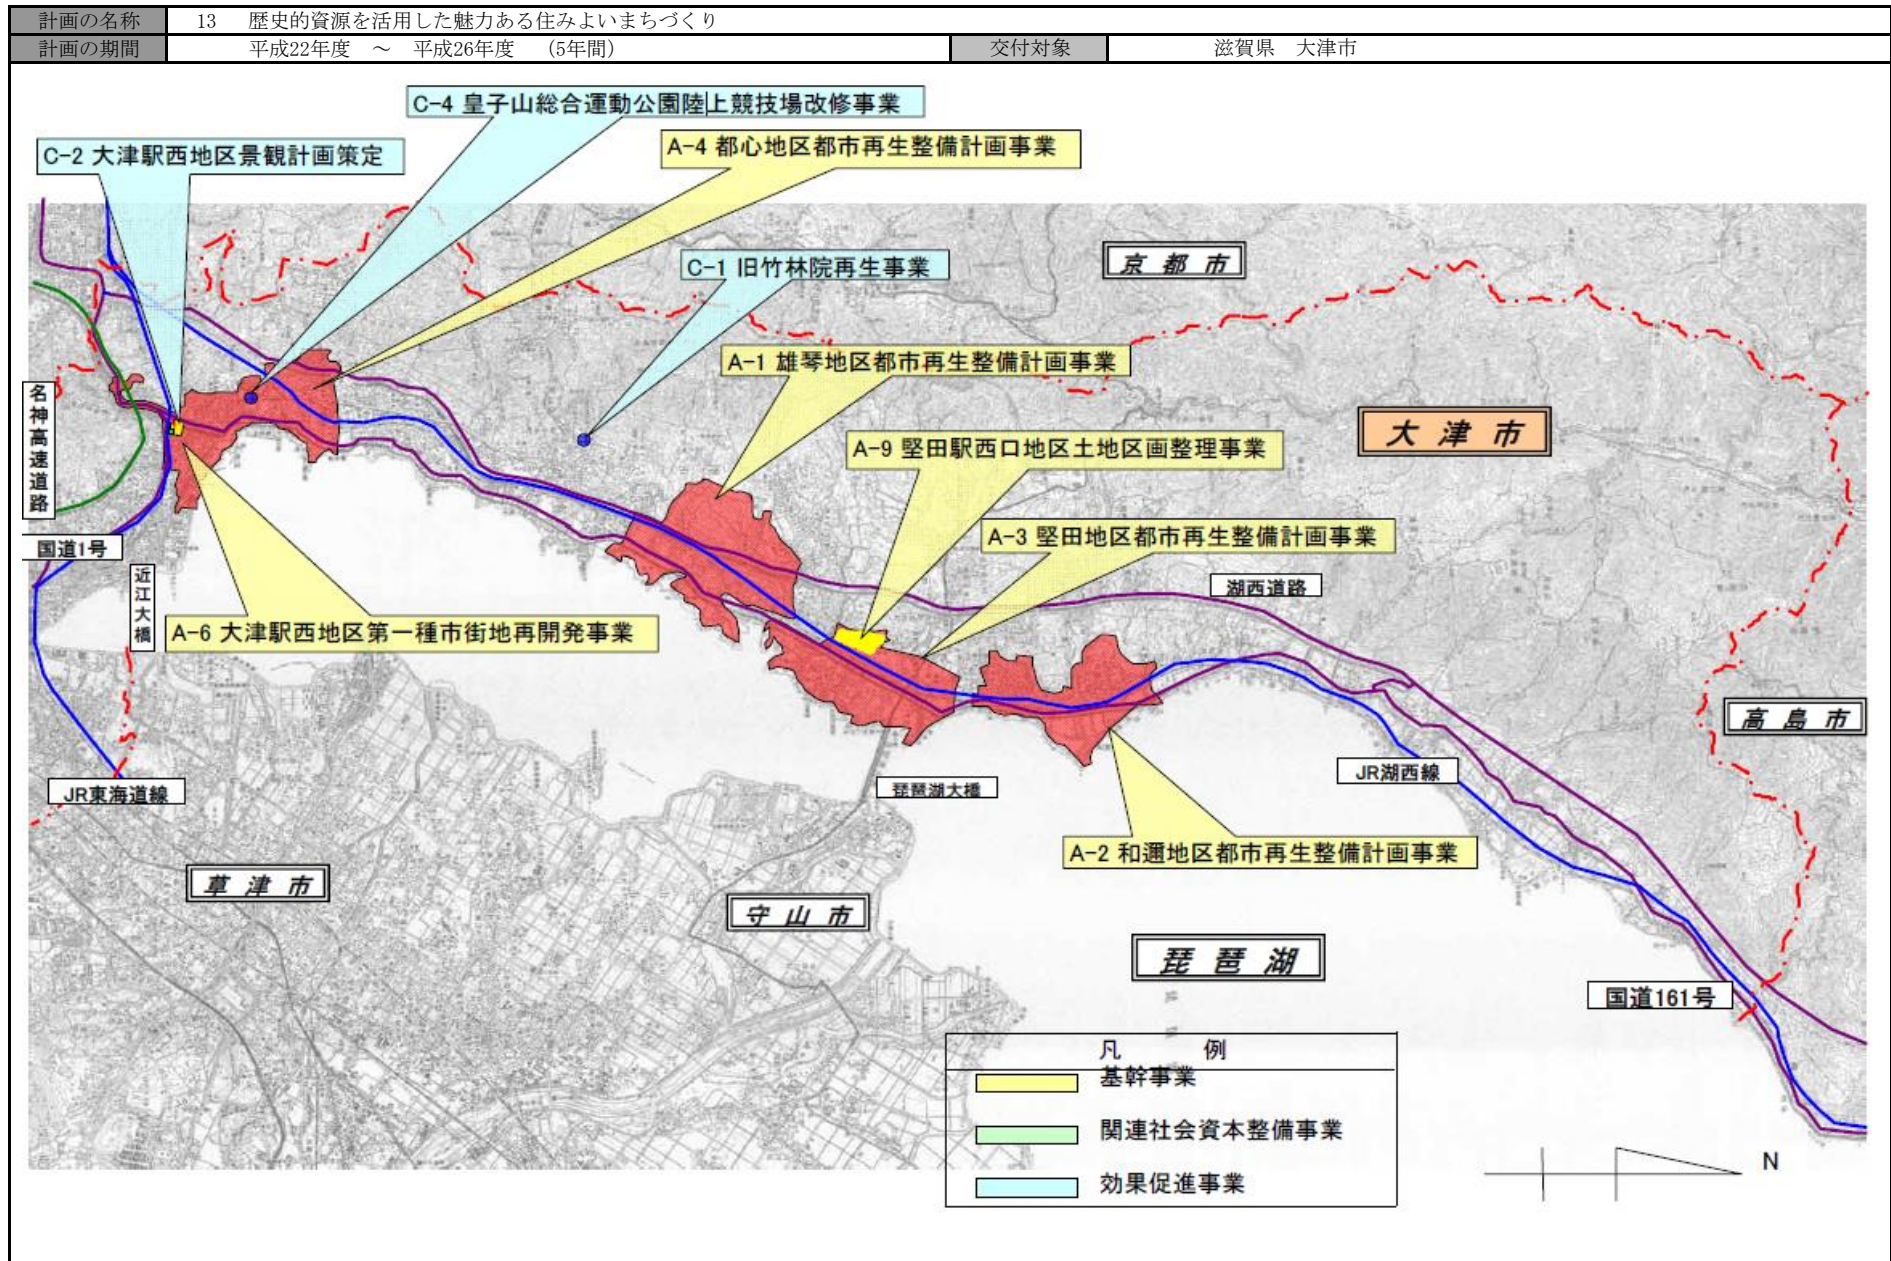 計画の名称 13 歴史的資源を活用した魅力ある住みよいまちづくり
計画の期間 平成22年度 ～ 平成26年度 （5年間） 交付対象 滋賀県 大津市
C-4 皇子山総合運動公園陸上競技場改修事業
A-4 都心地区都市再生整備計画事業
C-2 大津駅西地区景観計画策定
京都市
C-1 旧竹林院再生事業
A-1 雄琴地区都市再生整備計画事業
名神高速道路
大津市
A-9 堅田駅西口地区土地区画整理事業
A-3 堅田地区都市再生整備計画事業
国道1号
近江大橋
湖西道路
A-6 大津駅西地区第一種市街地再開発事業
高島市
JR湖西線
JR東海道線
琵琶湖大橋
A-2 和邇地区都市再生整備計画事業
草津市
守山市
琵琶湖
国道161号
凡例
基幹事業
関連社会資本整備事業
効果促進事業
N